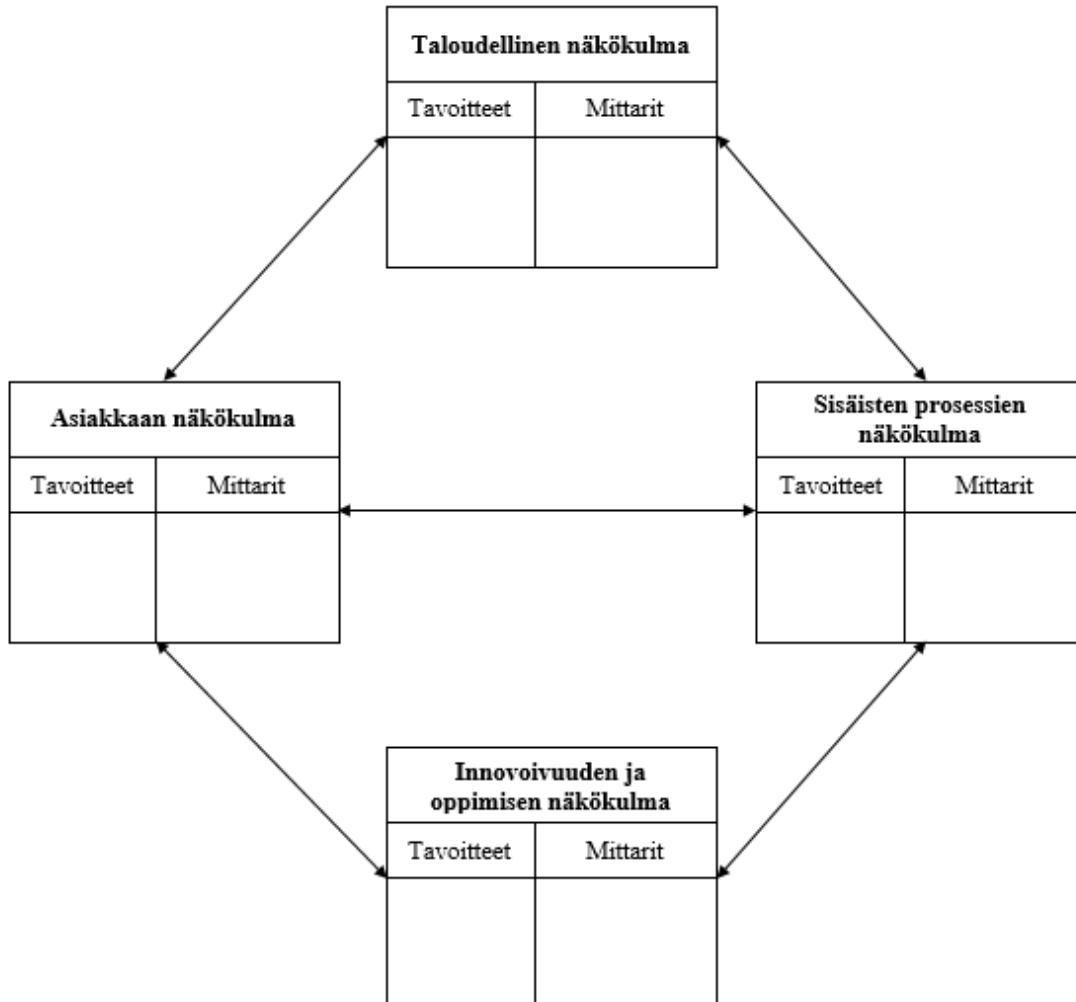 Taloudellinen näkökulma
Tavoitteet Mittarit
Asiakkaan näkökulma
Tavoitteet Mittarit
Sisäisten prosessien
näkökulma
Tavoitteet Mittarit
Innovoivuuden ja
oppimisen näkökulma
Tavoitteet Mittarit